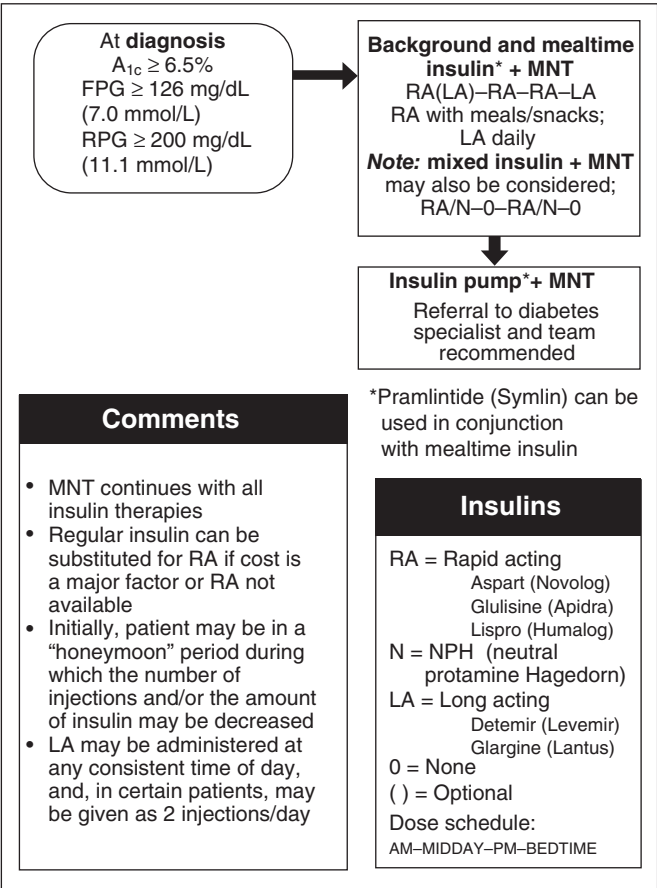 At diagnosis
A1c ≥ 6.5%
FPG ≥ 126 mg/dL
(7.0 mmol/L)
RPG ≥ 200 mg/dL
(11.1 mmol/L)
Background and mealtime
insulin* + MNT
RA(LA)–RA–RA–LA
RA with meals/snacks;
LA daily
Note: mixed insulin + MNT
may also be considered;
RA/N–0–RA/N–0
Insulin pump*+ MNT
Referral to diabetes
specialist and team
recommended
*Pramlintide (Symlin) can be
used in conjunction
with mealtime insulin
Comments
• MNT continues with all
insulin therapies
• Regular insulin can be
substituted for RA if cost is
a major factor or RA not
available
• Initially, patient may be in a
“honeymoon” period during
which the number of
injections and/or the amount
of insulin may be decreased
• LA may be administered at
any consistent time of day,
and, in certain patients, may
be given as 2 injections/day
Insulins
RA = Rapid acting
Aspart (Novolog)
Glulisine (Apidra)
Lispro (Humalog)
N = NPH (neutral
protamine Hagedorn)
LA = Long acting
Detemir (Levemir)
Glargine (Lantus)
0 = None
( ) = Optional
Dose schedule:
AM–MIDDAY–PM–BEDTIME